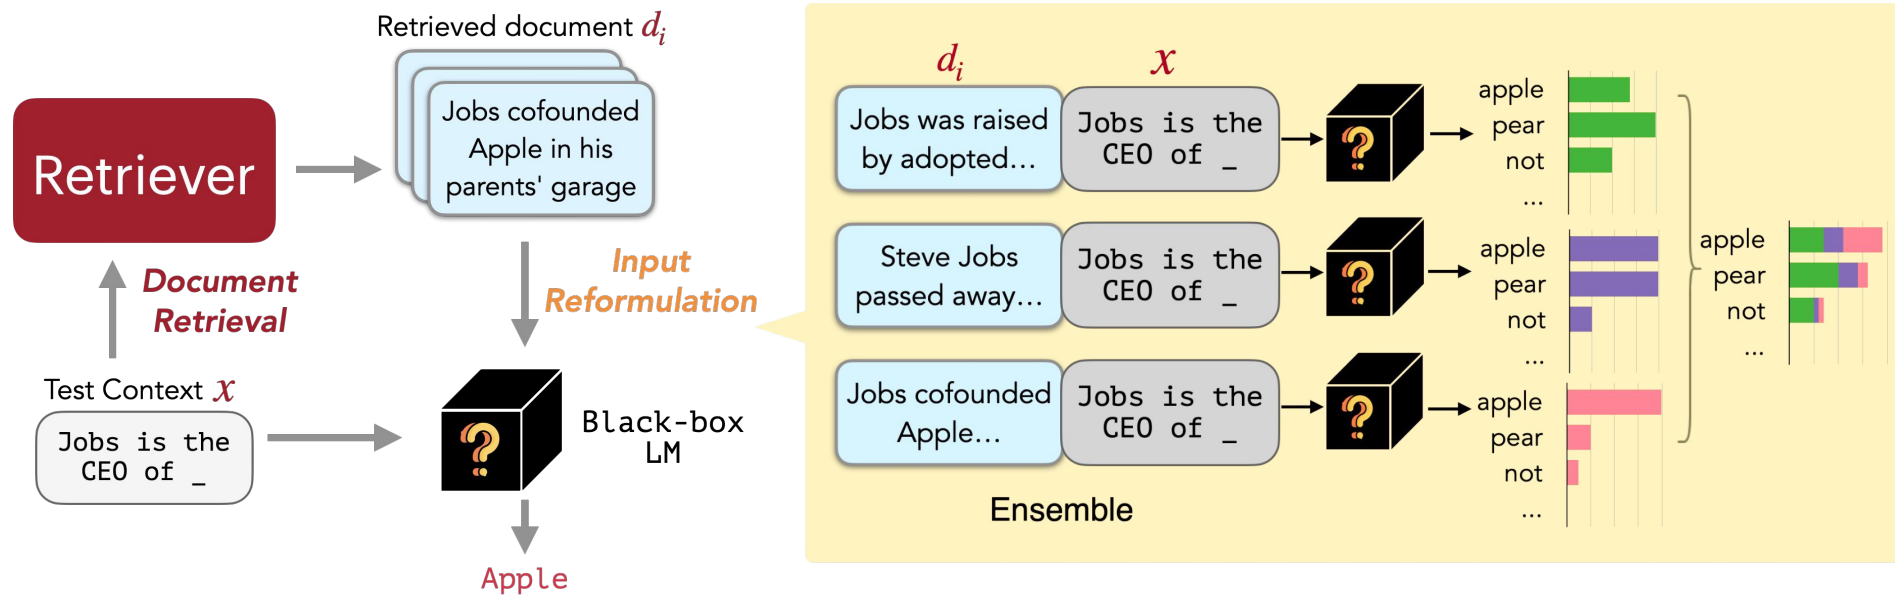 Retrieved document d_i
Jobs cofounded
Apple in his
parents' garage
Retriever
Document
Retrieval
Input
Reformulation
Test Context x
Jobs is the
CEO of _
?
Black-box
LM
Apple
d_i
x
Jobs was raised
by adopted...
Jobs is the
CEO of _
?
apple
pear
not
...
Steve Jobs
passed away...
Jobs is the
CEO of _
?
apple
pear
not
...
Jobs cofounded
Apple...
Jobs is the
CEO of _
?
apple
pear
not
...
apple
pear
not
...
Ensemble